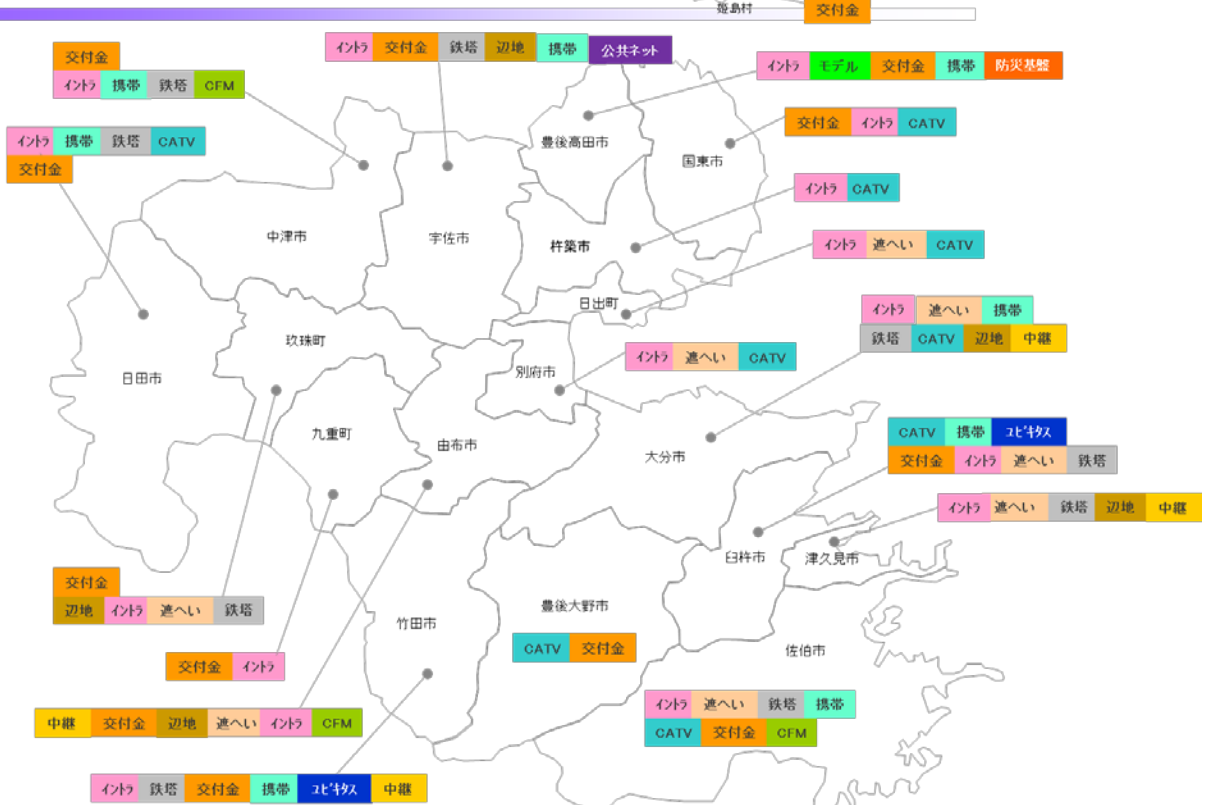 姫島村
交付金
イントラ 交付金 鉄塔 辺地 携帯 公共ネット
交付金
イントラ 携帯 鉄塔 CFM
イントラ モデル 交付金 携帯 防災基盤
交付金 イントラ CATV
イントラ 携帯 鉄塔 CATV
交付金
豊後高田市
国東市
イントラ CATV
中津市
宇佐市
杵築市
イントラ 遮へい CATV
日出町
イントラ 遮へい 携帯
鉄塔 CATV 辺地 中継
玖珠町
イントラ 遮へい CATV
別府市
日田市
九重町
由布市
大分市
CATV 携帯 ユビキタス
交付金 イントラ 遮へい 鉄塔
イントラ 遮へい 鉄塔 辺地 中継
臼杵市
津久見市
交付金
辺地 イントラ 遮へい 鉄塔
豊後大野市
CATV 交付金
竹田市
佐伯市
交付金 イントラ
イントラ 遮へい 鉄塔 携帯
CATV 交付金 CFM
中継 交付金 辺地 遮へい イントラ CFM
イントラ 鉄塔 交付金 携帯 ユビキタス 中継